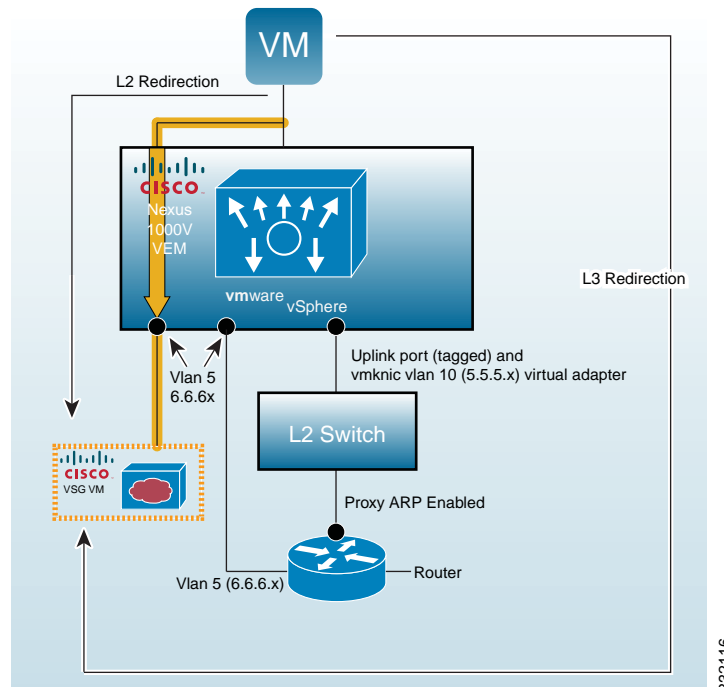 VM
L2 Redirection
CISCO
Nexus
1000V
VEM
vmware vSphere
L3 Redirection
Vlan 5
6.6.6x
Uplink port (tagged) and
vmknic vlan 10 (5.5.5.x) virtual adapter
L2 Switch
CISCO
VSG VM
Proxy ARP Enabled
Router
Vlan 5 (6.6.6.x)